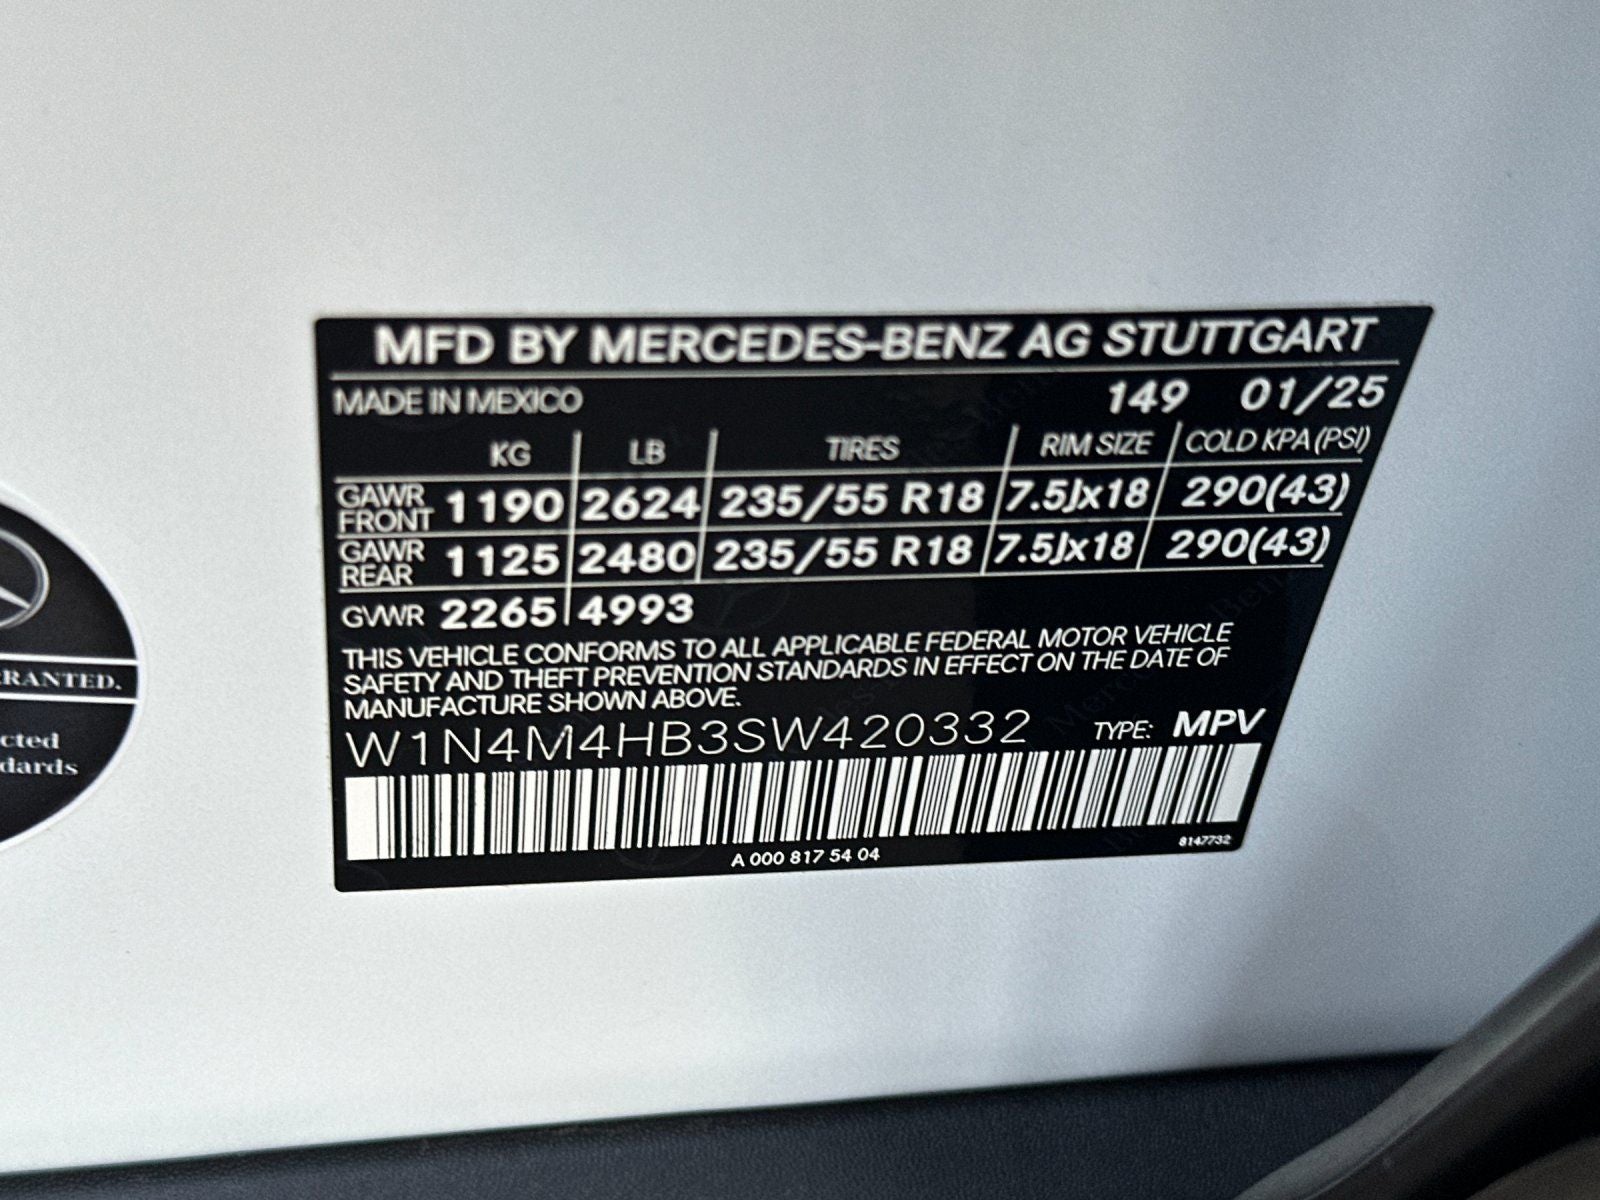 MFD BY MERCEDES-BENZ AG STUTTGART
MADE IN MEXICO 149 01/25
KG LB TIRES RIM SIZE COLD KPA (PSI)
GAWR FRONT 1190 2624 235/55 R18 7.5Jx18 290(43)
GAWR REAR 1125 2480 235/55 R18 7.5Jx18 290(43)
GVWR 2265 4993
THIS VEHICLE CONFORMS TO ALL APPLICABLE FEDERAL MOTOR VEHICLE
SAFETY AND THEFT PREVENTION STANDARDS IN EFFECT ON THE DATE OF
MANUFACTURE SHOWN ABOVE.
W1N4M4HB3SW420332 TYPE: MPV
A 000 817 54 04
8147732
RRANTED.
cted
dards